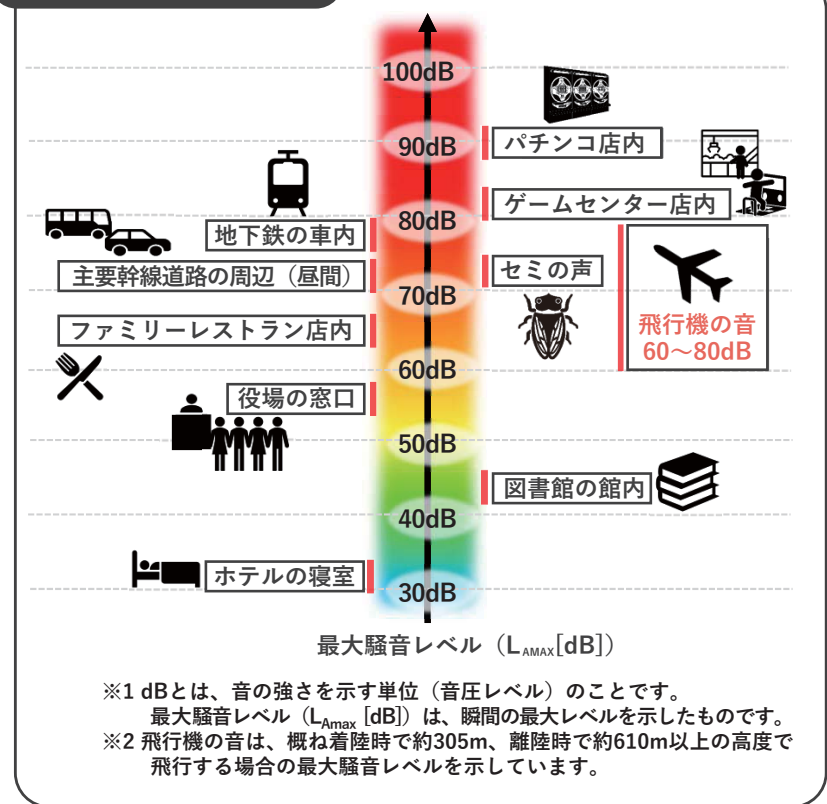 100dB
90dB
パチンコ店内
ゲームセンター店内
80dB
地下鉄の車内
主要幹線道路の周辺（昼間）
セミの声
70dB
飛行機の音
60～80dB
ファミリーレストラン店内
60dB
役場の窓口
50dB
図書館の館内
40dB
ホテルの寝室
30dB
最大騒音レベル（LAMAX[dB]）
※1 dBとは、音の強さを示す単位（音圧レベル）のことです。
最大騒音レベル（LAmax [dB]）は、瞬間の最大レベルを示したものです。
※2 飛行機の音は、概ね着陸時で約305m、離陸時で約610m以上の高度で
飛行する場合の最大騒音レベルを示しています。